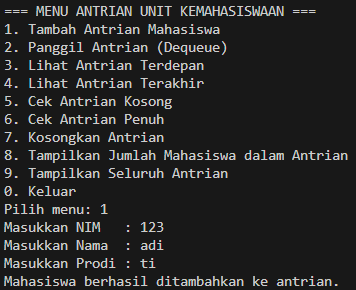 === MENU ANTRIAN UNIT KEMAHASISWAAN ===
1. Tambah Antrian Mahasiswa
2. Panggil Antrian (Dequeue)
3. Lihat Antrian Terdepan
4. Lihat Antrian Terakhir
5. Cek Antrian Kosong
6. Cek Antrian Penuh
7. Kosongkan Antrian
8. Tampilkan Jumlah Mahasiswa dalam Antrian
9. Tampilkan Seluruh Antrian
0. Keluar
Pilih menu: 1
Masukkan NIM   : 123
Masukkan Nama  : adi
Masukkan Prodi : ti
Mahasiswa berhasil ditambahkan ke antrian.